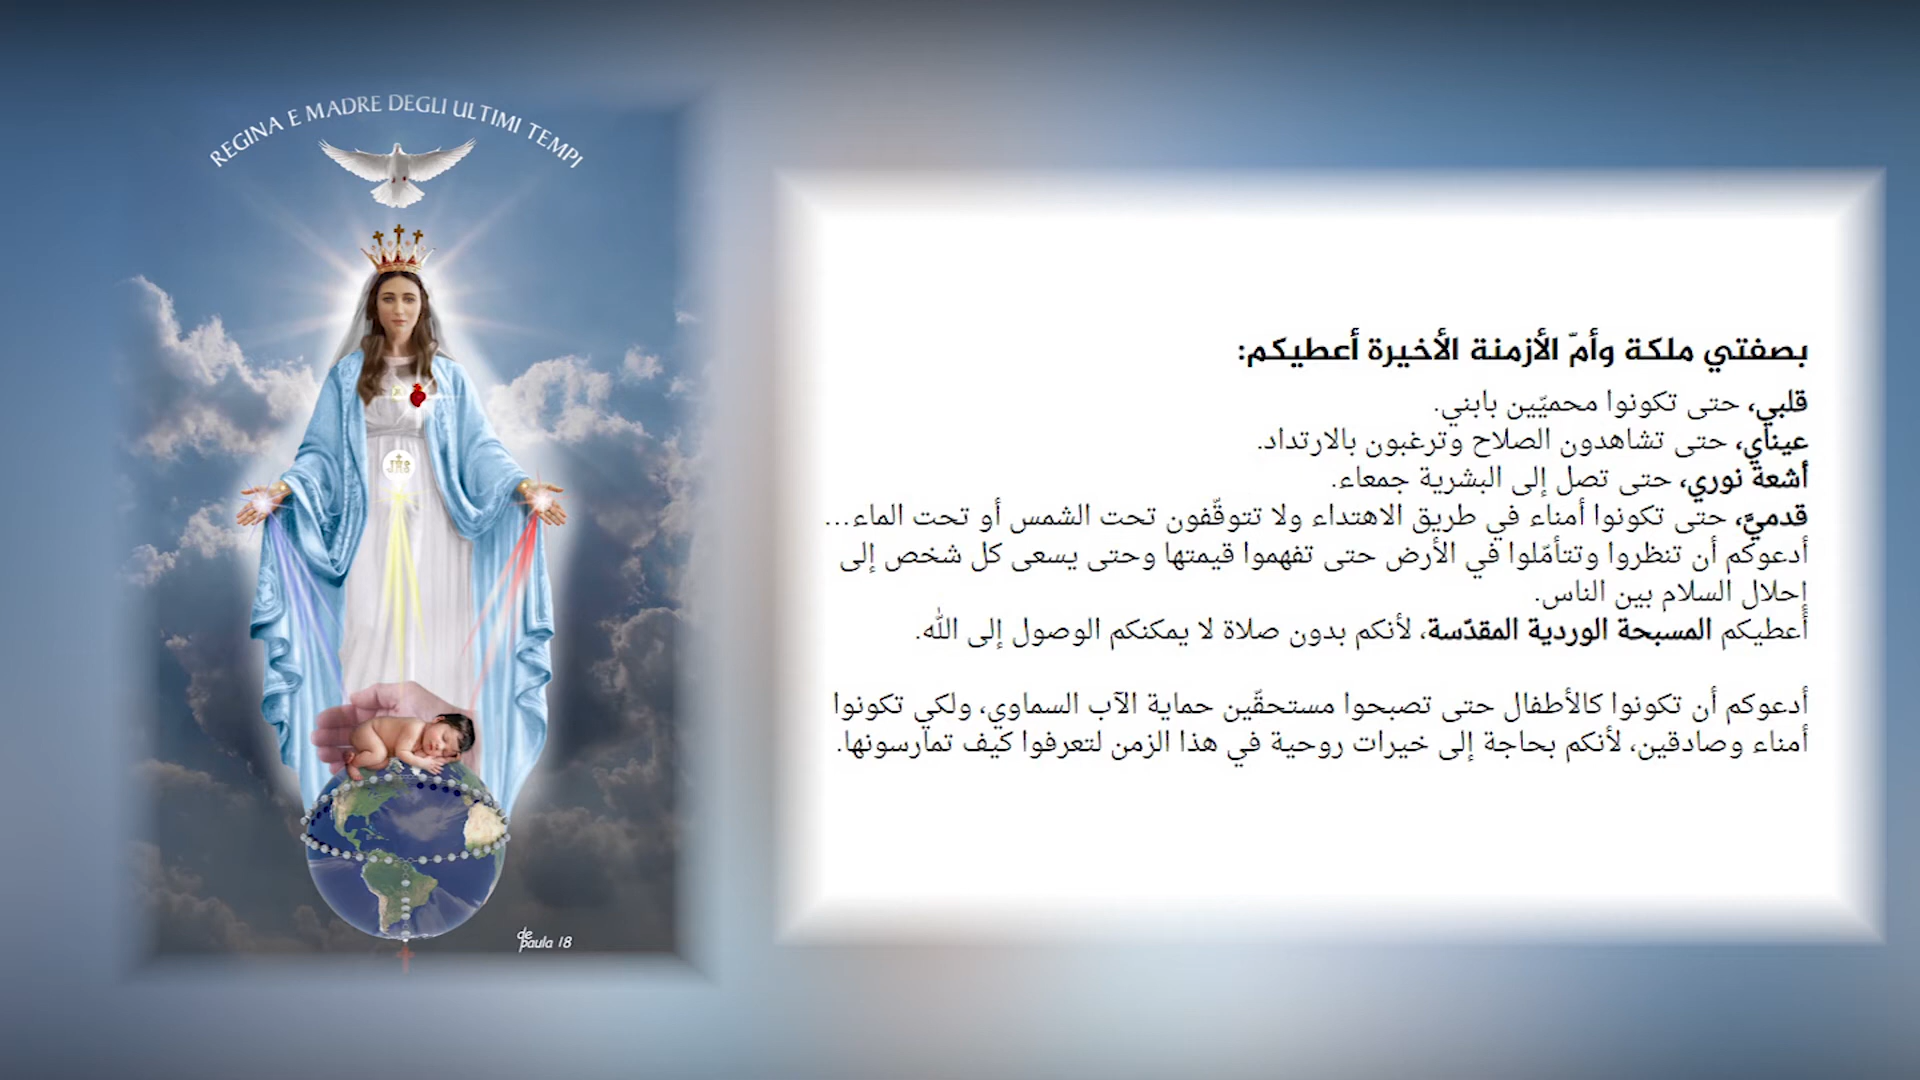 REGINA E MADRE DEGLI ULTIMI TEMPI
JHS
de
paula 18
بصفتي ملكة وأمّ الأزمنة الأخيرة أعطيكم:
قلبي، حتى تكونوا محميّين بابني.
عيناي، حتى تشاهدون الصلاح وترغبون بالارتداد.
أشعة نوري، حتى تصل إلى البشرية جمعاء.
قدميَّ، حتى تكونوا أمناء في طريق الاهتداء ولا تتوقّفون تحت الشمس أو تحت الماء...
أدعوكم أن تنظروا وتتأمّلوا في الأرض حتى تفهموا قيمتها وحتى يسعى كل شخص إلى
إحلال السلام بين الناس.
أعطيكم المسبحة الوردية المقدّسة، لأنكم بدون صلاة لا يمكنكم الوصول إلى الله.
أدعوكم أن تكونوا كالأطفال حتى تصبحوا مستحقّين حماية الآب السماوي، ولكي تكونوا
أمناء وصادقين، لأنكم بحاجة إلى خيرات روحية في هذا الزمن لتعرفوا كيف تمارسونها.